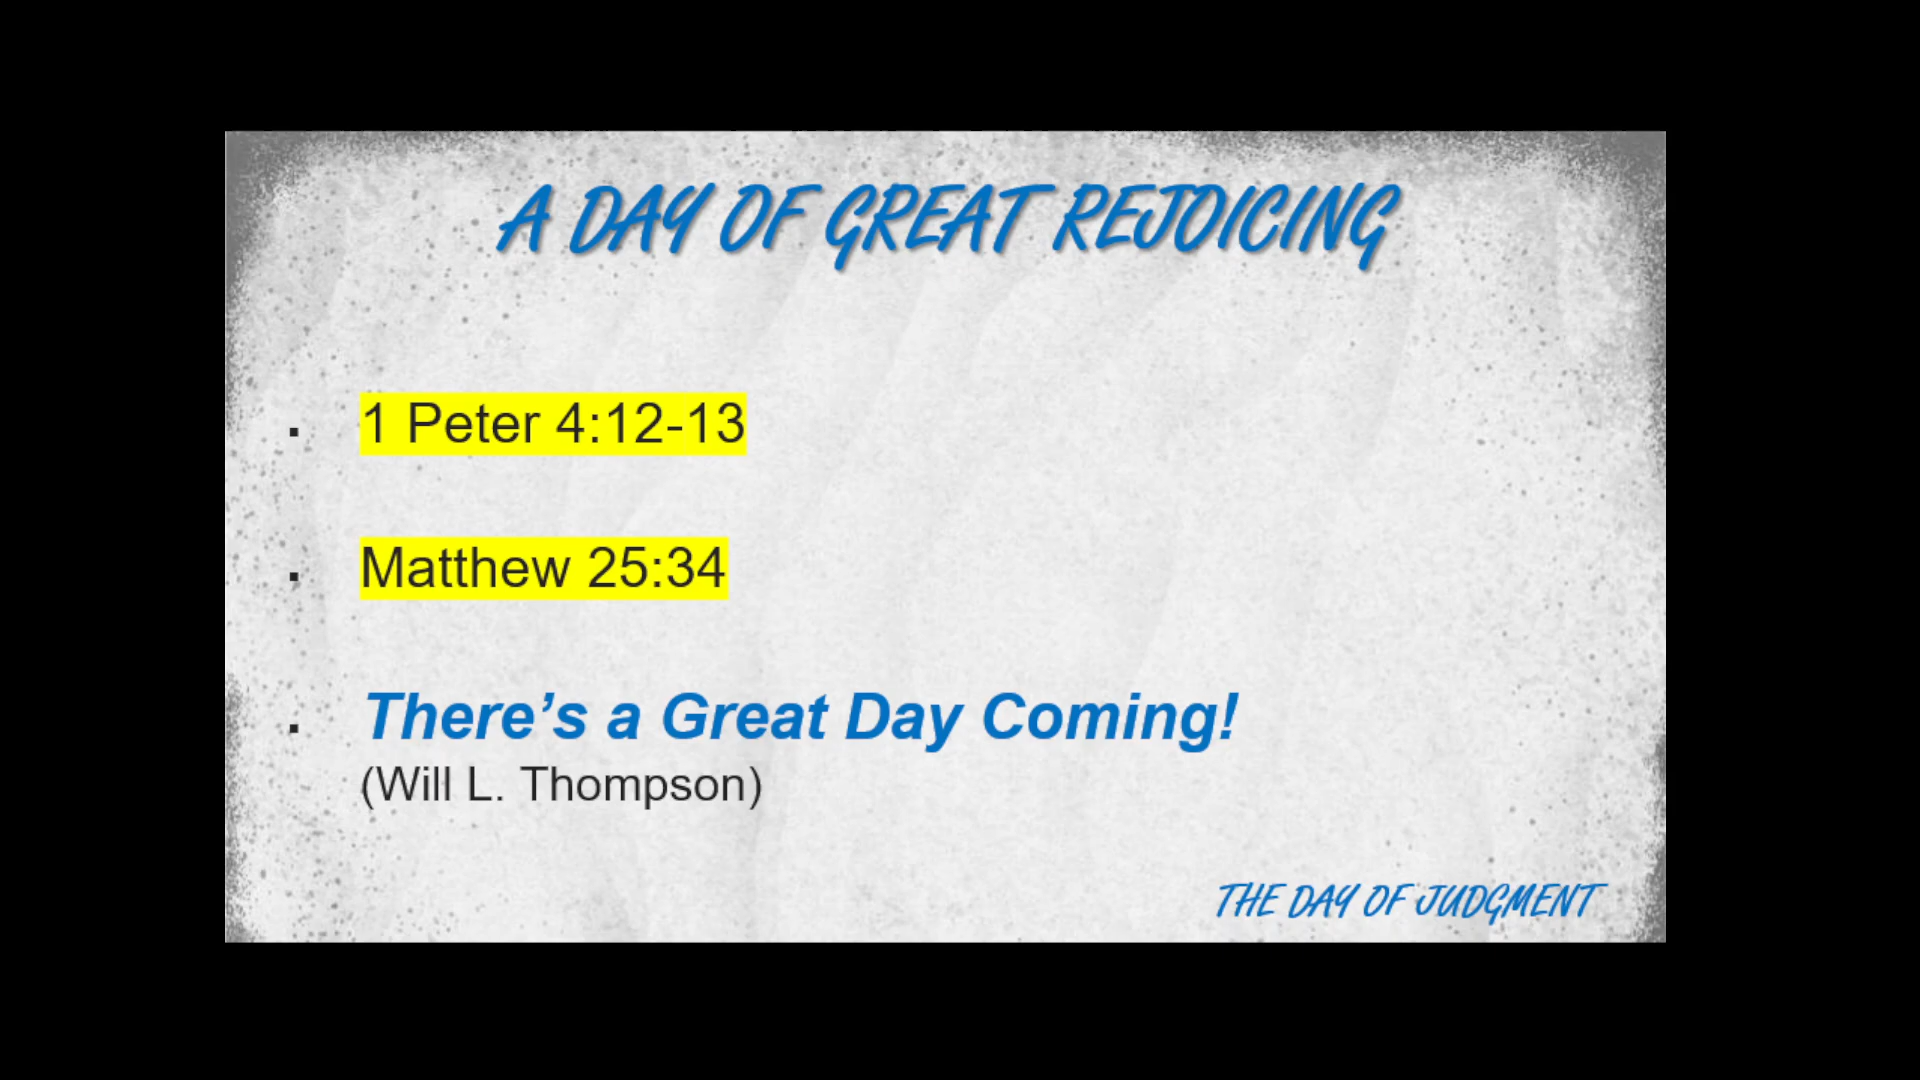 A DAY OF GREAT REJOICING
▪ 1 Peter 4:12-13
▪ Matthew 25:34
▪ There’s a Great Day Coming!
(Will L. Thompson)
THE DAY OF JUDGMENT